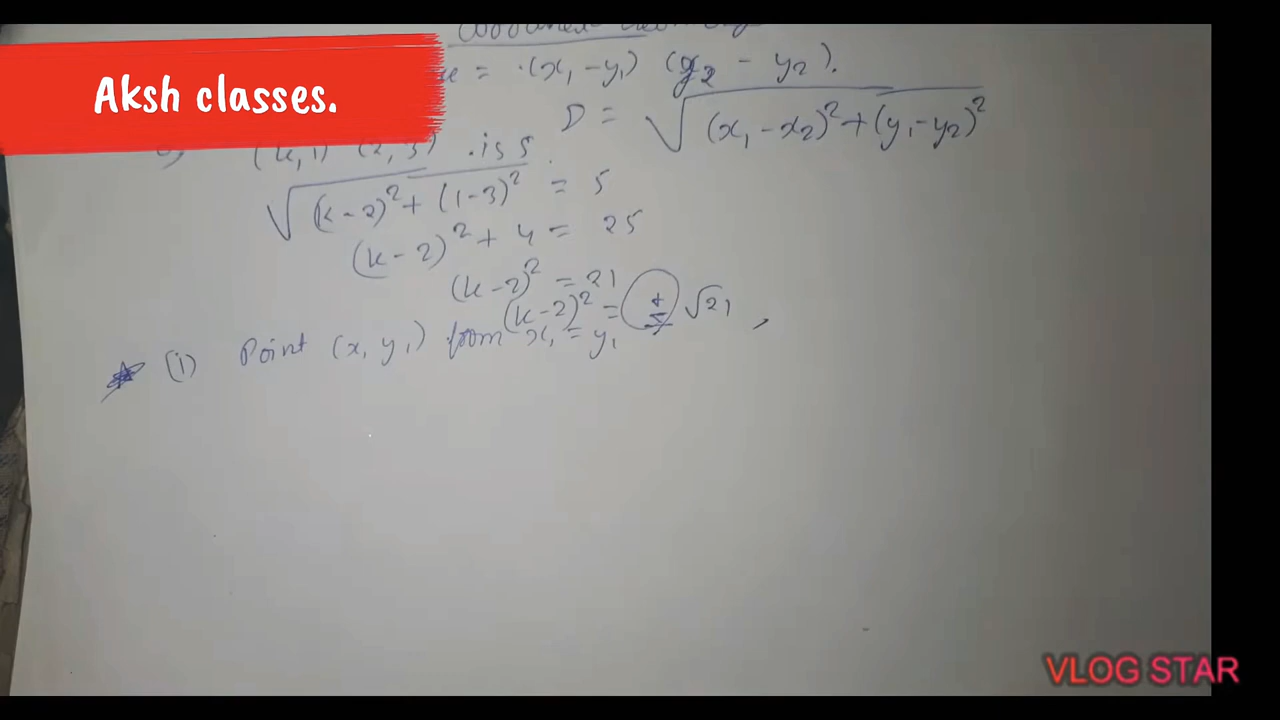 Aksh classes.
= (x₁ - y₁) (x₂ - y₂).
D = √(x₁ - x₂)² + (y₁ - y₂)²
(k, 1) (2, 3) . is 5
√(k - 2)² + (1 - 3)² = 5
(k - 2)² + 4 = 25
(k - 2)² = 21
(k - 2)² = ± √21,
(1) Point (x, y₁) from x₁ = y₁
VLOG STAR